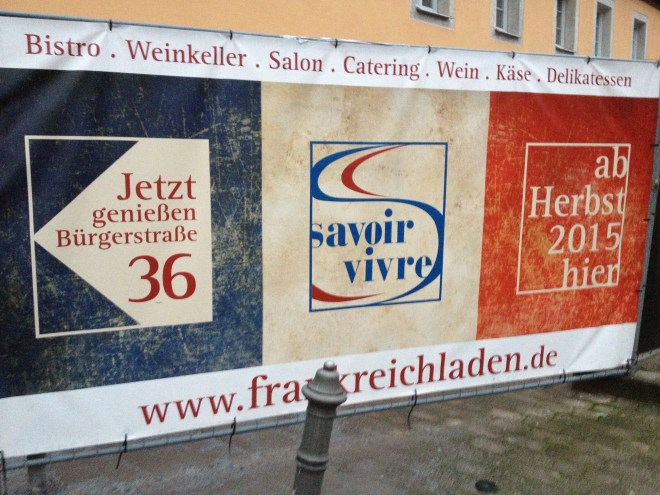 Bistro . Weinkeller . Salon . Catering . Wein . Käse . Delikatessen
Jetzt
genießen
Bürgerstraße
36
savoir
vivre
ab
Herbst
2015
hier
www.frankreichladen.de